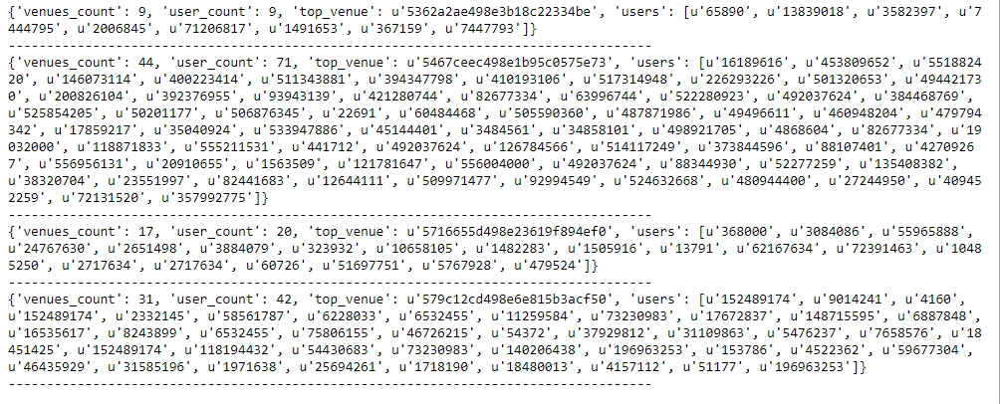 {'venues_count': 9, 'user_count': 9, 'top_venue': u'5362a2ae498e3b18c22334be', 'users': [u'65890', u'13839018', u'3582397', u'7
444795', u'2006845', u'71206817', u'1491653', u'367159', u'7447793']}
--------------------------------------------------------------------------------
{'venues_count': 44, 'user_count': 71, 'top_venue': u'5467ceec498e1b95c0575e73', 'users': [u'16189616', u'453809652', u'5518824
20', u'146073114', u'400223414', u'511343881', u'394347798', u'410193106', u'517314948', u'226293226', u'501320653', u'49442173
0', u'200826104', u'392376955', u'93943139', u'421280744', u'82677334', u'63996744', u'522280923', u'492037624', u'384468769',
u'525854205', u'50201177', u'506876345', u'22691', u'60484468', u'505590360', u'487871986', u'49496611', u'460948204', u'479794
342', u'17859217', u'35040924', u'533947886', u'45144401', u'3484561', u'34858101', u'498921705', u'4868604', u'82677334', u'19
032000', u'118871833', u'555211531', u'441712', u'492037624', u'126784566', u'514117249', u'373844596', u'88107401', u'4270926
7', u'556956131', u'20910655', u'1563509', u'121781647', u'556004000', u'492037624', u'88344930', u'52277259', u'135408382',
u'38320704', u'23551997', u'82441683', u'12644111', u'509971477', u'92994549', u'524632668', u'480944400', u'27244950', u'40945
2259', u'72131520', u'357992775']}
--------------------------------------------------------------------------------
{'venues_count': 17, 'user_count': 20, 'top_venue': u'5716655d498e23619f894ef0', 'users': [u'368000', u'3084086', u'55965888',
u'24767630', u'2651498', u'3884079', u'323932', u'10658105', u'1482283', u'1505916', u'13791', u'62167634', u'72391463', u'1048
5250', u'2717634', u'2717634', u'60726', u'51697751', u'5767928', u'479524']}
--------------------------------------------------------------------------------
{'venues_count': 31, 'user_count': 42, 'top_venue': u'579c12cd498e6e815b3acf50', 'users': [u'152489174', u'9014241', u'4160',
u'152489174', u'2332145', u'58561787', u'6228033', u'6532455', u'11259584', u'73230983', u'17672837', u'148715595', u'6887848',
u'16535617', u'8243899', u'6532455', u'75806155', u'46726215', u'54372', u'37929812', u'31109863', u'5476237', u'7658576', u'18
451425', u'152489174', u'118194432', u'54430683', u'73230983', u'140206438', u'196963253', u'153786', u'4522362', u'59677304',
u'46435929', u'31585196', u'1971638', u'25694261', u'1718190', u'18480013', u'4157112', u'51177', u'196963253']}
--------------------------------------------------------------------------------